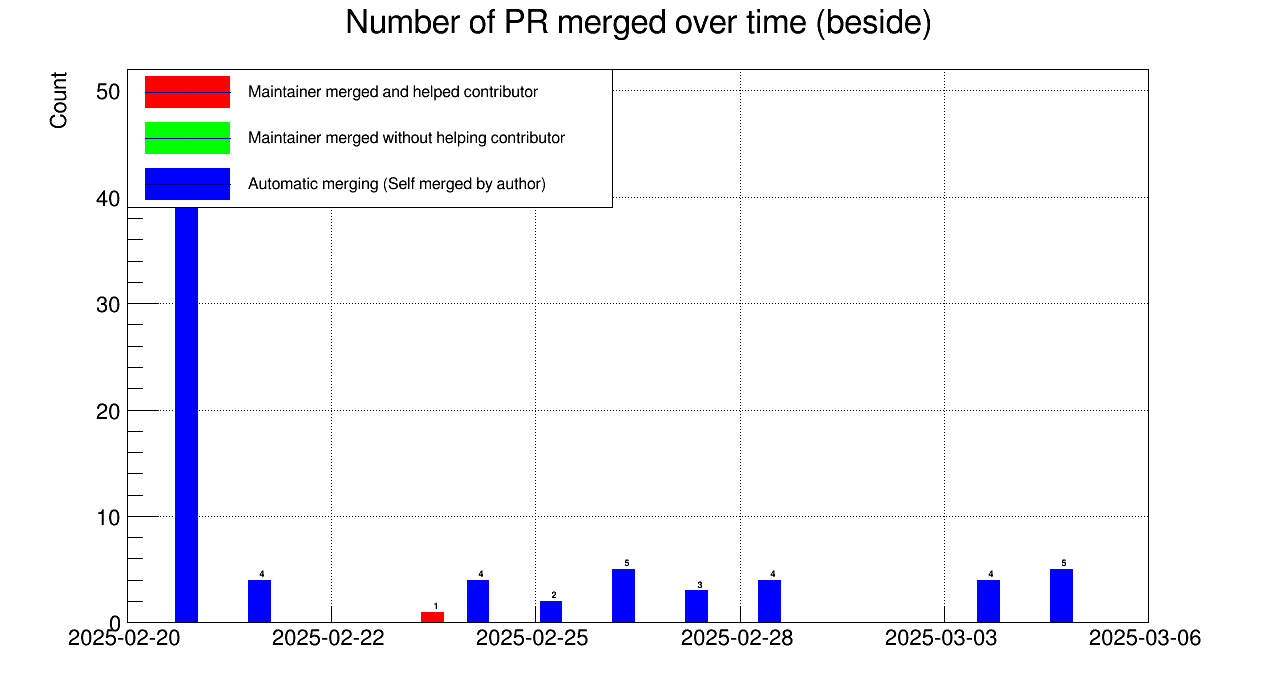 Number of PR merged over time (beside)
Count
50
40
30
20
10
0
Maintainer merged and helped contributor
Maintainer merged without helping contributor
Automatic merging (Self merged by author)
4
1
4
2
5
3
4
4
5
2025-02-20 2025-02-22 2025-02-25 2025-02-28 2025-03-03 2025-03-06